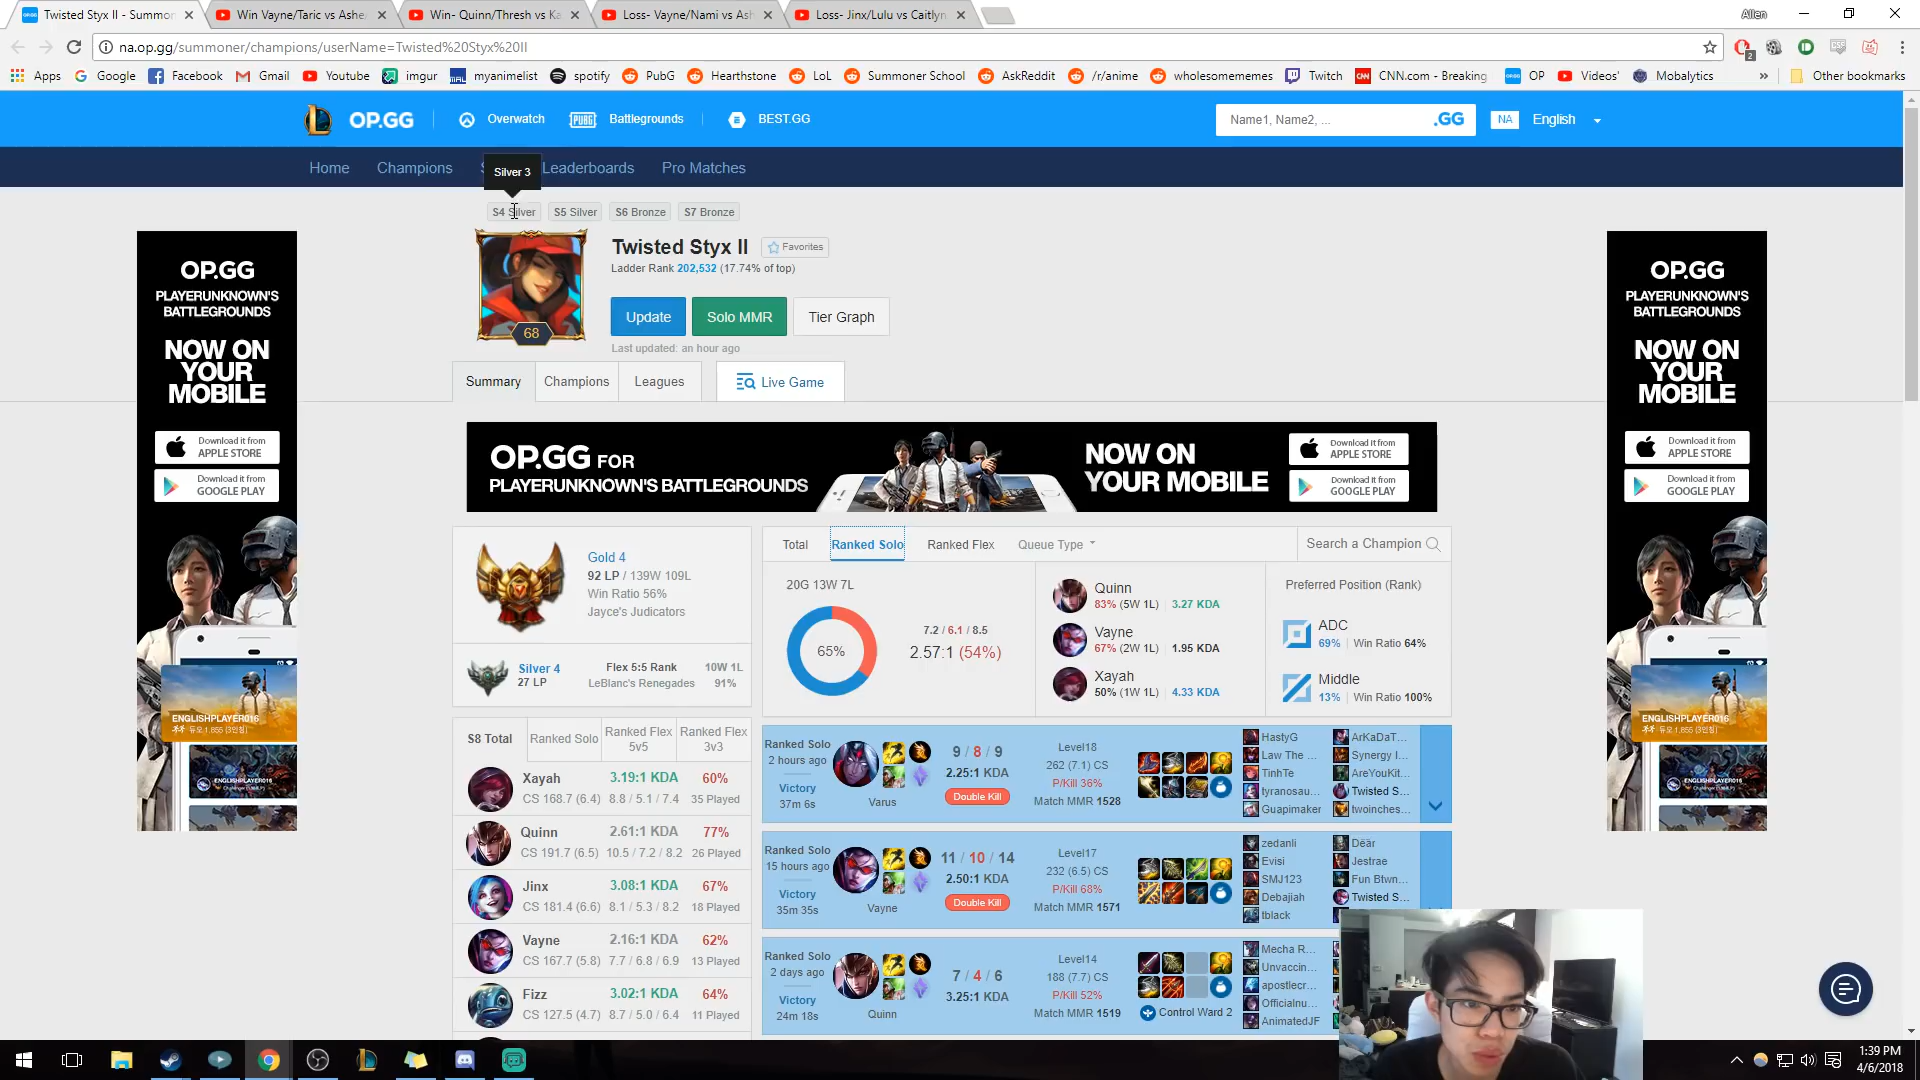 Twisted Styx II - Summon
Win Vayne/Taric vs Ashe
Win- Quinn/Thresh vs Ka
Loss- Vayne/Nami vs Ash
Loss- Jinx/Lulu vs Caitlyn
Allen
na.op.gg/summoner/champions/userName=Twisted%20Styx%20II
2
Apps
Google
Facebook
Gmail
Youtube
imgur
myanimelist
spotify
PubG
Hearthstone
LoL
Summoner School
AskReddit
/r/anime
wholesomememes
Twitch
CNN.com - Breaking
OP
Videos'
Mobalytics
»
Other bookmarks
OP.GG
Overwatch
Battlegrounds
BEST.GG
Name1, Name2, ...
.GG
NA
English
Home
Champions
Silver 3
Leaderboards
Pro Matches
S4 Silver
S5 Silver
S6 Bronze
S7 Bronze
Twisted Styx II
Favorites
Ladder Rank 202,532 (17.74% of top)
68
Update
Solo MMR
Tier Graph
Last updated: an hour ago
Summary
Champions
Leagues
Live Game
OP.GG
PLAYERUNKNOWN'S
BATTLEGROUNDS
NOW ON
YOUR
MOBILE
Download it from
APPLE STORE
Download it from
GOOGLE PLAY
ENGLISHPLAYER016
OP.GG FOR
PLAYERUNKNOWN'S BATTLEGROUNDS
NOW ON
YOUR MOBILE
Download it from
APPLE STORE
Download it from
GOOGLE PLAY
OP.GG
PLAYERUNKNOWN'S
BATTLEGROUNDS
NOW ON
YOUR
MOBILE
Download it from
APPLE STORE
Download it from
GOOGLE PLAY
ENGLISHPLAYER016
Gold 4
92 LP / 139W 109L
Win Ratio 56%
Jayce's Judicators
Silver 4
27 LP
Flex 5:5 Rank
LeBlanc's Renegades
10W 1L
91%
S8 Total
Ranked Solo
Ranked Flex
5v5
Ranked Flex
3v3
Xayah
CS 168.7 (6.4)
3.19:1 KDA
8.8 / 5.1 / 7.4
60%
35 Played
Quinn
CS 191.7 (6.5)
2.61:1 KDA
10.5 / 7.2 / 8.2
77%
26 Played
Jinx
CS 181.4 (6.6)
3.08:1 KDA
8.1 / 5.3 / 8.2
67%
18 Played
Vayne
CS 167.7 (5.8)
2.16:1 KDA
7.7 / 6.8 / 6.9
62%
13 Played
Fizz
CS 127.5 (4.7)
3.02:1 KDA
8.7 / 5.0 / 6.4
64%
11 Played
Total
Ranked Solo
Ranked Flex
Queue Type
Search a Champion
20G 13W 7L
65%
7.2 / 6.1 / 8.5
2.57:1 (54%)
Quinn
83% (5W 1L) 3.27 KDA
Vayne
67% (2W 1L) 1.95 KDA
Xayah
50% (1W 1L) 4.33 KDA
Preferred Position (Rank)
ADC
69% Win Ratio 64%
Middle
13% Win Ratio 100%
Ranked Solo
2 hours ago
Victory
37m 6s
Varus
9 / 8 / 9
2.25:1 KDA
Double Kill
Level18
262 (7.1) CS
P/Kill 36%
Match MMR 1528
HastyG
Law The ...
TinhTe
tyranosau...
Guapimaker
ArKaDaT...
Synergy I...
AreYouKit...
Twisted S...
twoinches...
Ranked Solo
15 hours ago
Victory
35m 35s
Vayne
11 / 10 / 14
2.50:1 KDA
Double Kill
Level17
232 (6.5) CS
P/Kill 68%
Match MMR 1571
zedanli
Evisi
SMJ123
Debajiah
tblack
Dëär
Jestrae
Fun Btwn...
Twisted S...
Ranked Solo
2 days ago
Victory
24m 18s
Quinn
7 / 4 / 6
3.25:1 KDA
Level14
188 (7.7) CS
P/Kill 52%
Match MMR 1519
Control Ward 2
Mecha R...
Unvaccin...
apostlecr...
Officialnu...
AnimatedJF
1:39 PM
4/6/2018